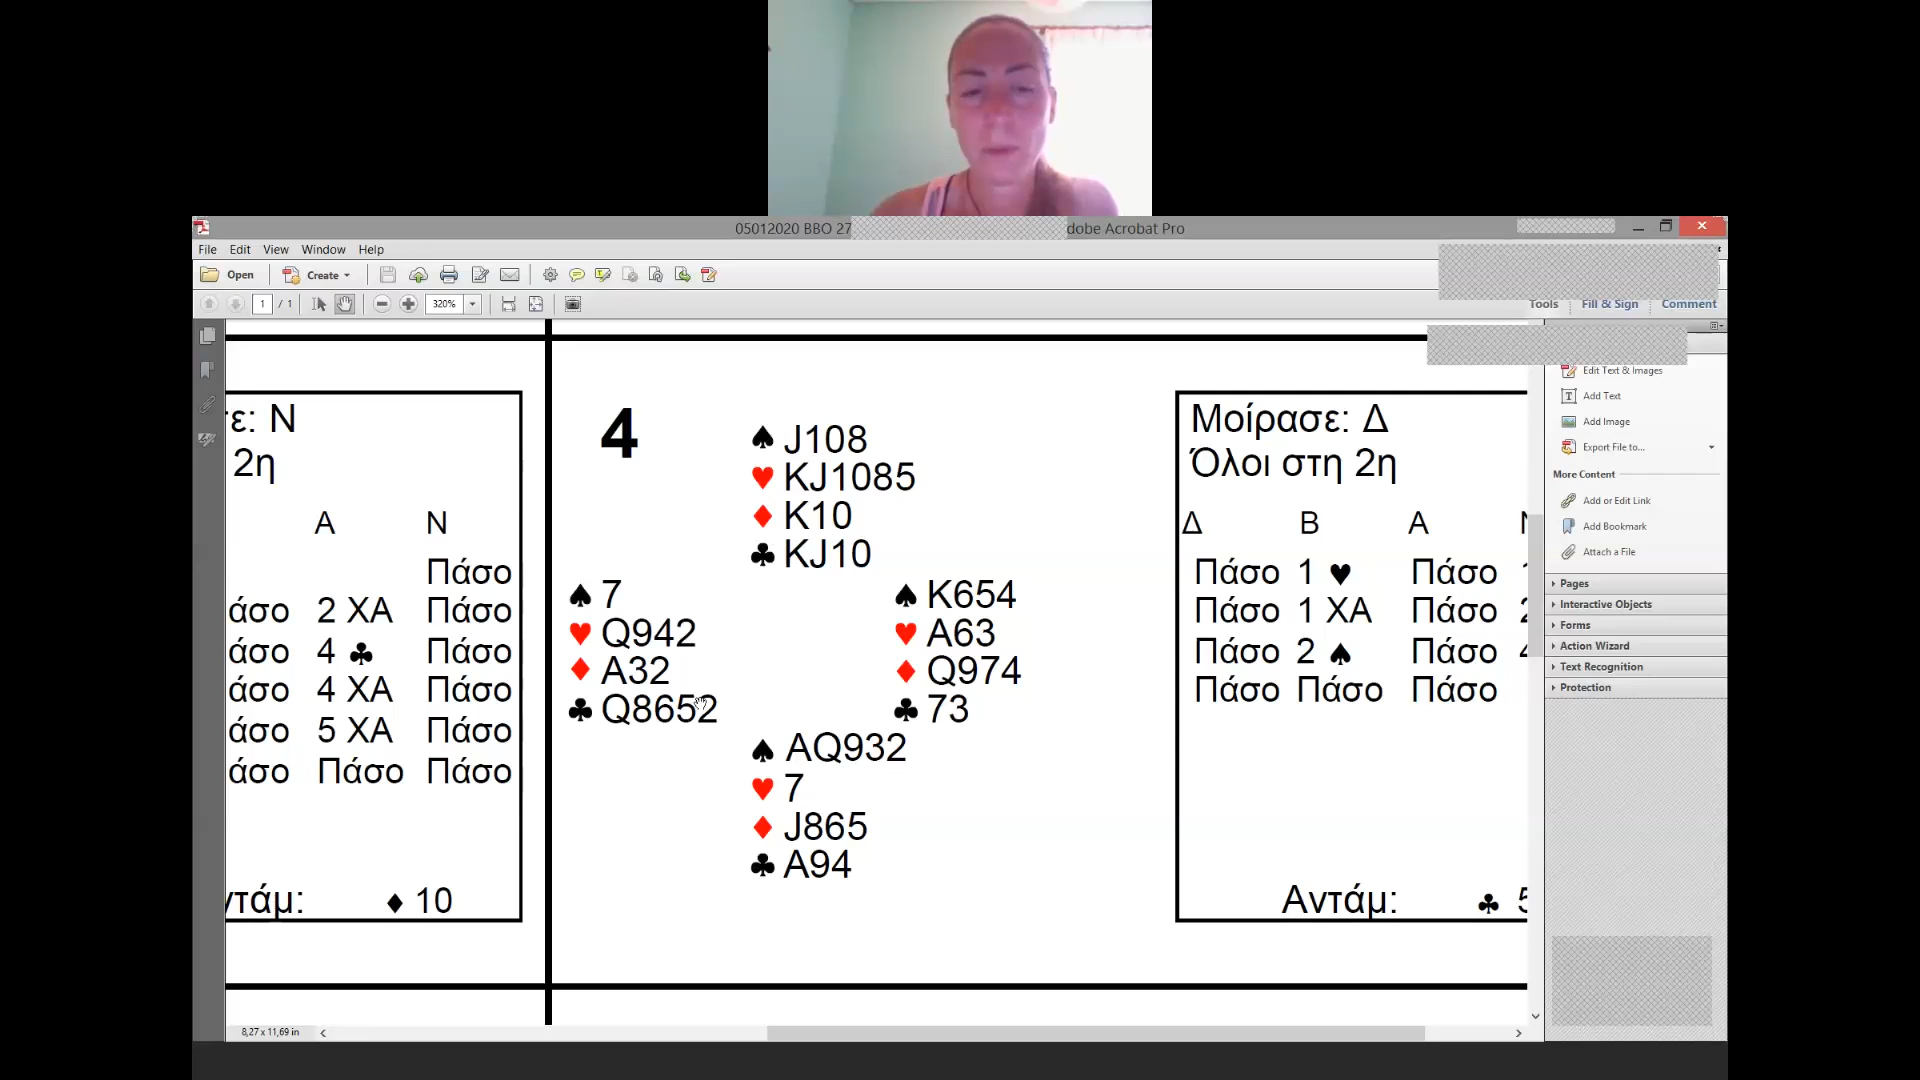 05012020 BBO 27
dobe Acrobat Pro
File Edit View Window Help
Open Create
1 / 1 320%
Tools Fill & Sign Comment
Edit Text & Images
Add Text
Add Image
Export File to...
More Content
Add or Edit Link
Add Bookmark
Attach a File
Pages
Interactive Objects
Forms
Action Wizard
Text Recognition
Protection
ε: Ν
2η
Α Ν
Πάσο
άσο 2 ΧΑ Πάσο
άσο 4 ♣ Πάσο
άσο 4 ΧΑ Πάσο
άσο 5 ΧΑ Πάσο
άσο Πάσο Πάσο
ντάμ: ♦ 10
4
♠ J108
♥ KJ1085
♦ K10
♣ KJ10
♠ 7
♥ Q942
♦ A32
♣ Q8652
♠ K654
♥ A63
♦ Q974
♣ 73
♠ AQ932
♥ 7
♦ J865
♣ A94
Μοίρασε: Δ
Όλοι στη 2η
Δ Β Α
Πάσο 1 ♥ Πάσο
Πάσο 1 ΧΑ Πάσο
Πάσο 2 ♠ Πάσο
Πάσο Πάσο Πάσο
Αντάμ: ♣ 5
8,27 x 11,69 in